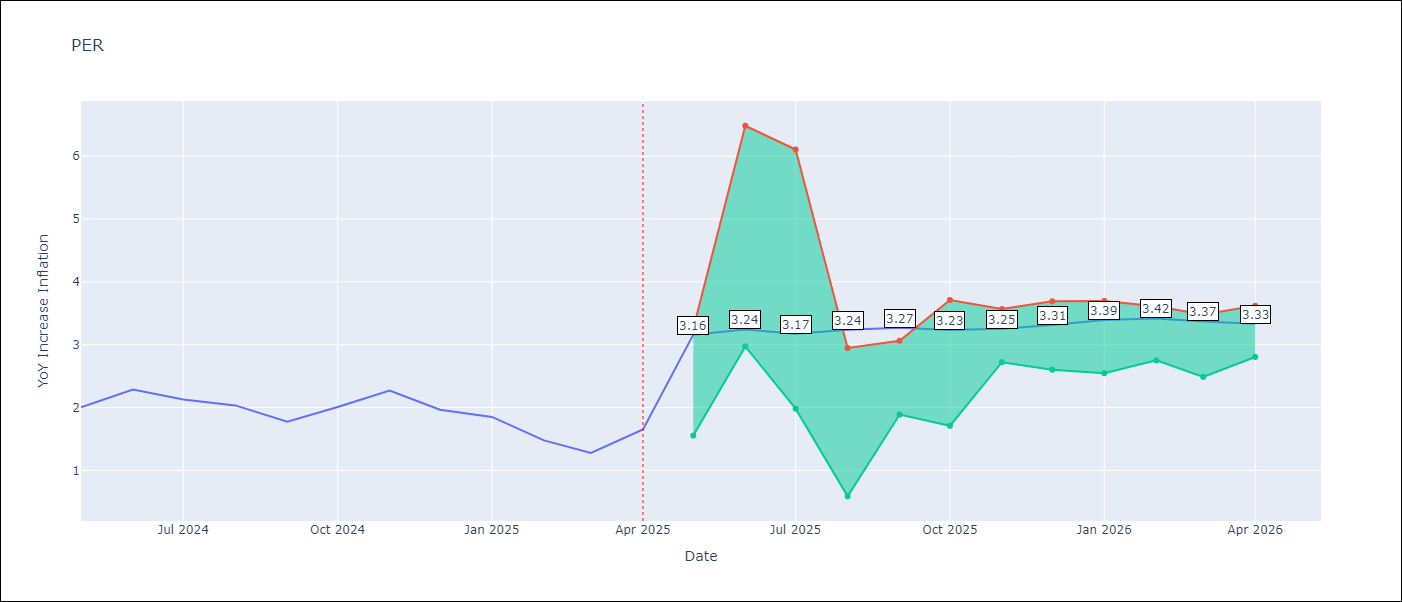 PER
YoY Increase Inflation
6
5
4
3
2
1
3.16
3.24
3.17
3.24
3.27
3.23
3.25
3.31
3.39
3.42
3.37
3.33
Jul 2024
Oct 2024
Jan 2025
Apr 2025
Jul 2025
Oct 2025
Jan 2026
Apr 2026
Date